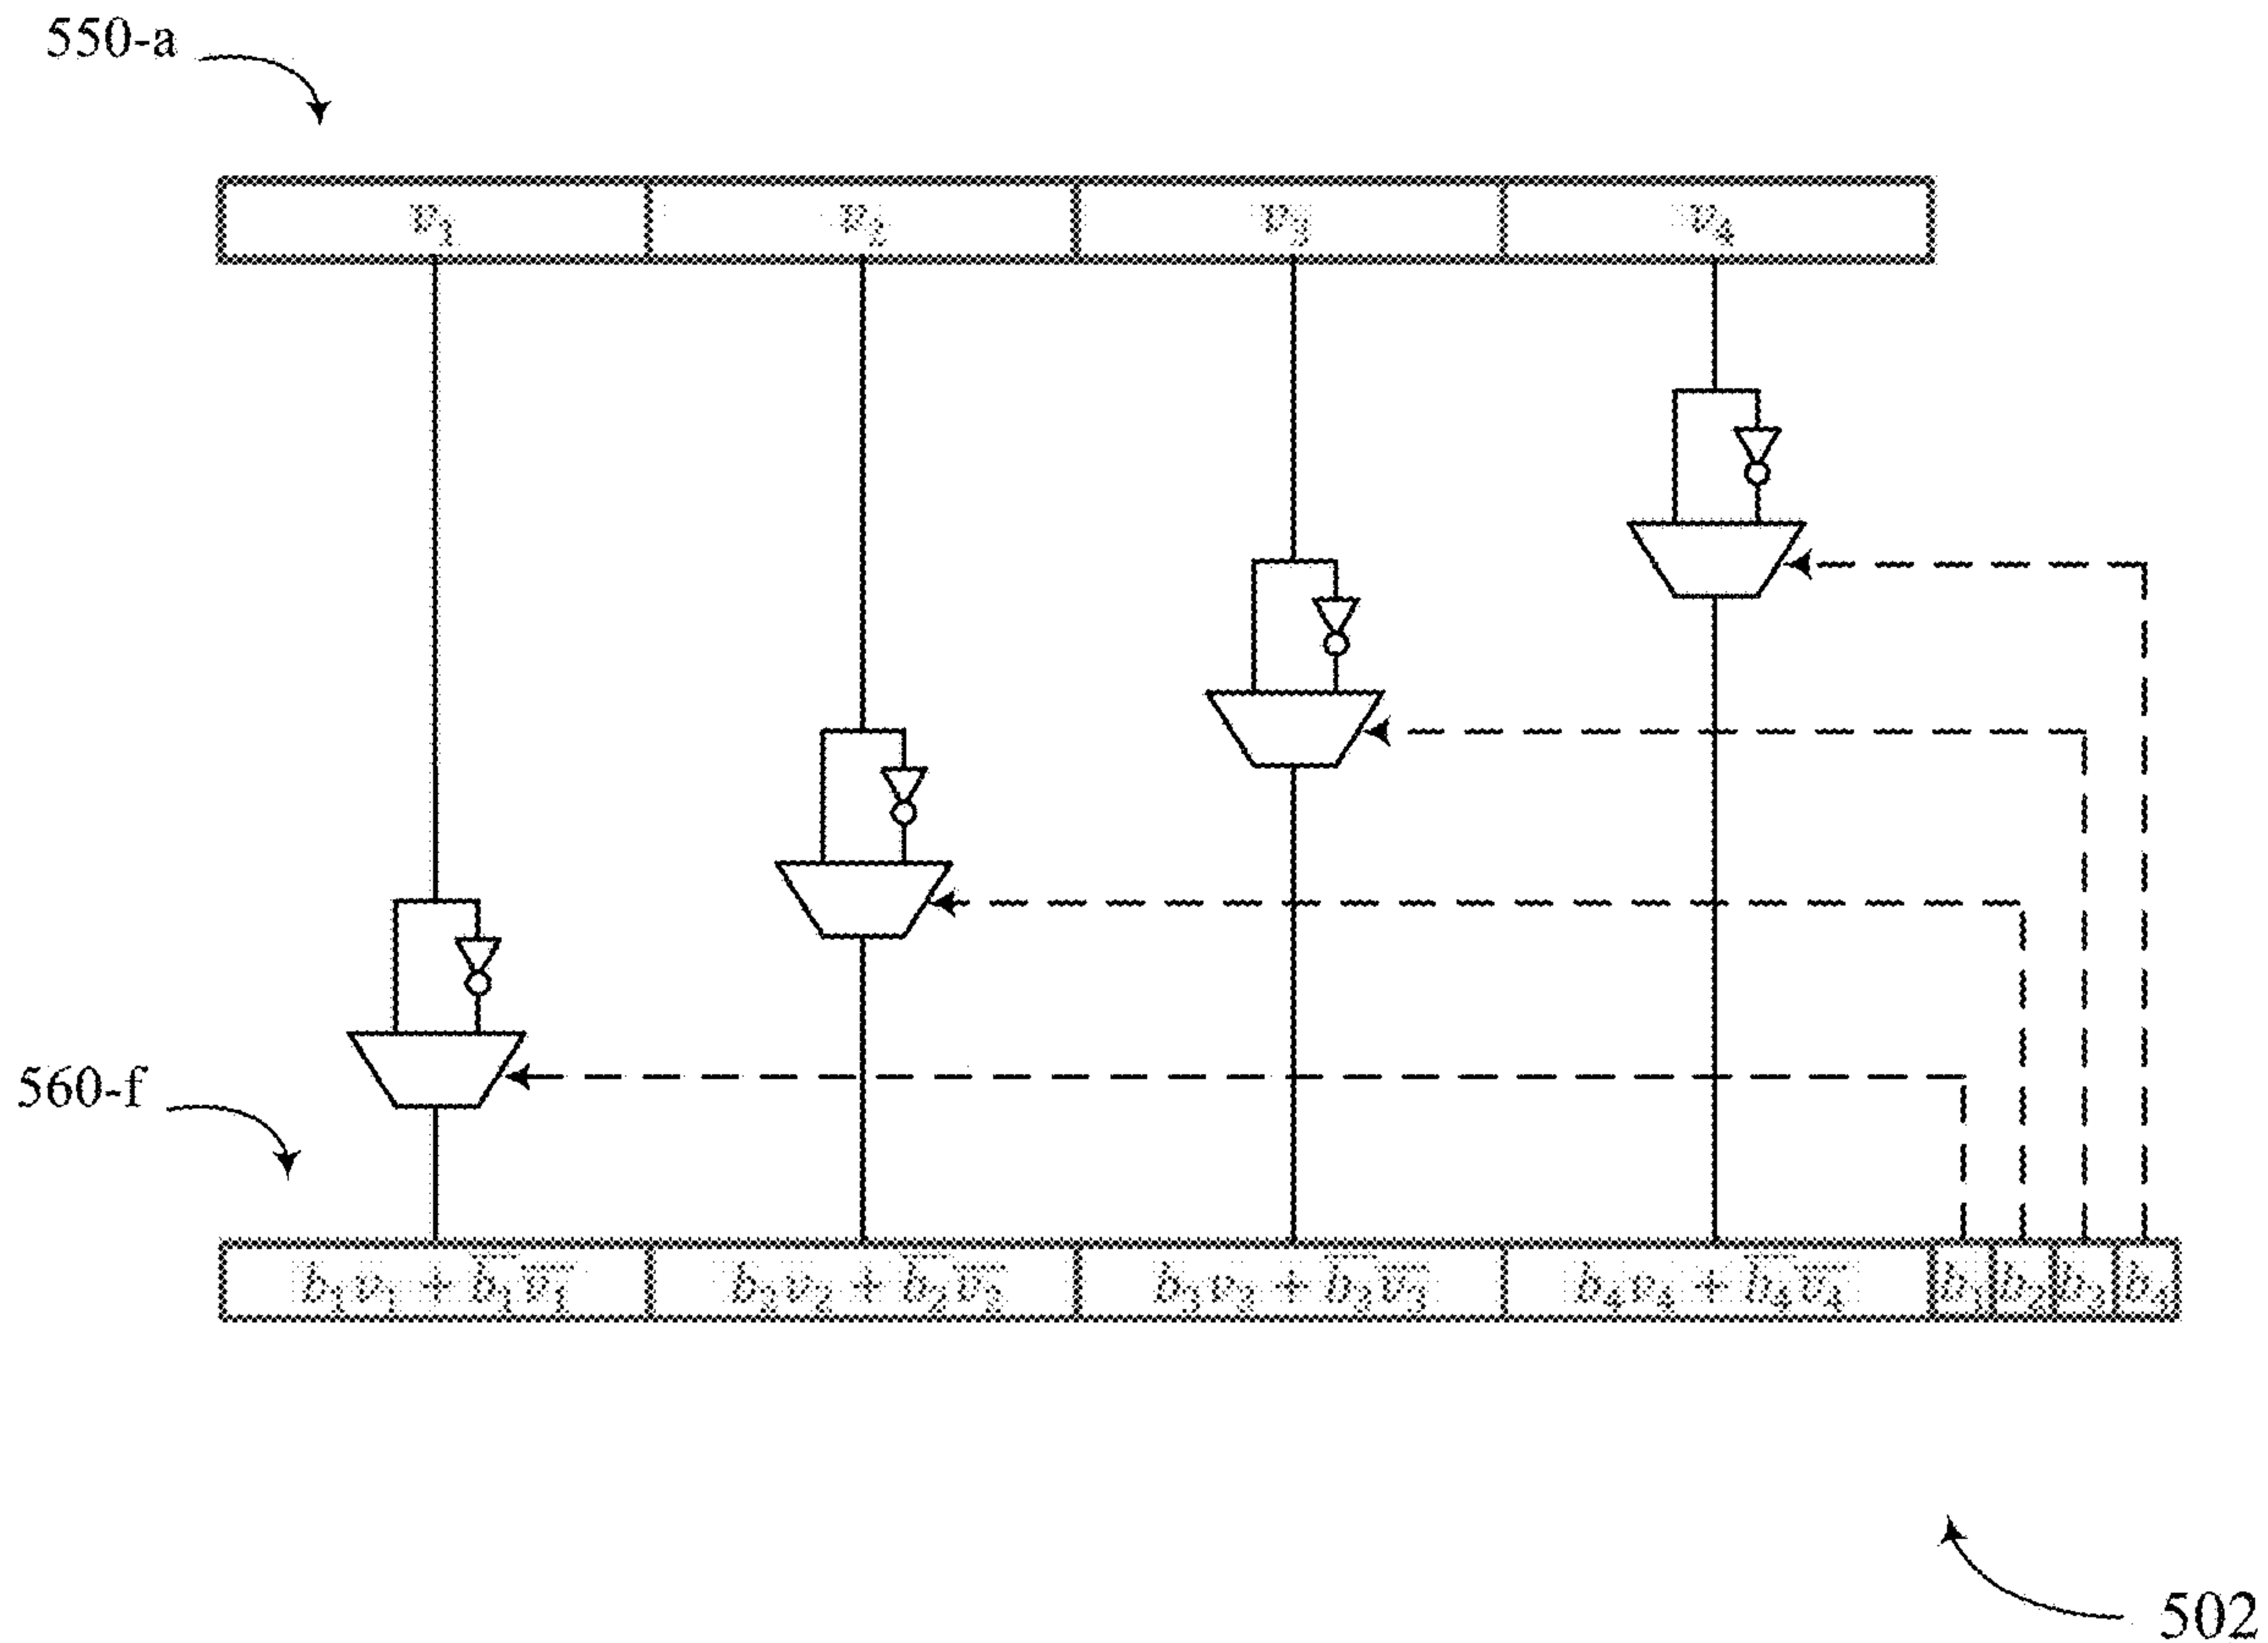 550-a
v₁ v₂ v₃ v₄
560-f
b₁v₁ + b̅₁v̅₁ b₂v₂ + b̅₂v̅₂ b₃v₃ + b̅₃v̅₃ b₄v₄ + b̅₄v̅₄ b₁ b₂ b₃ b₄
502